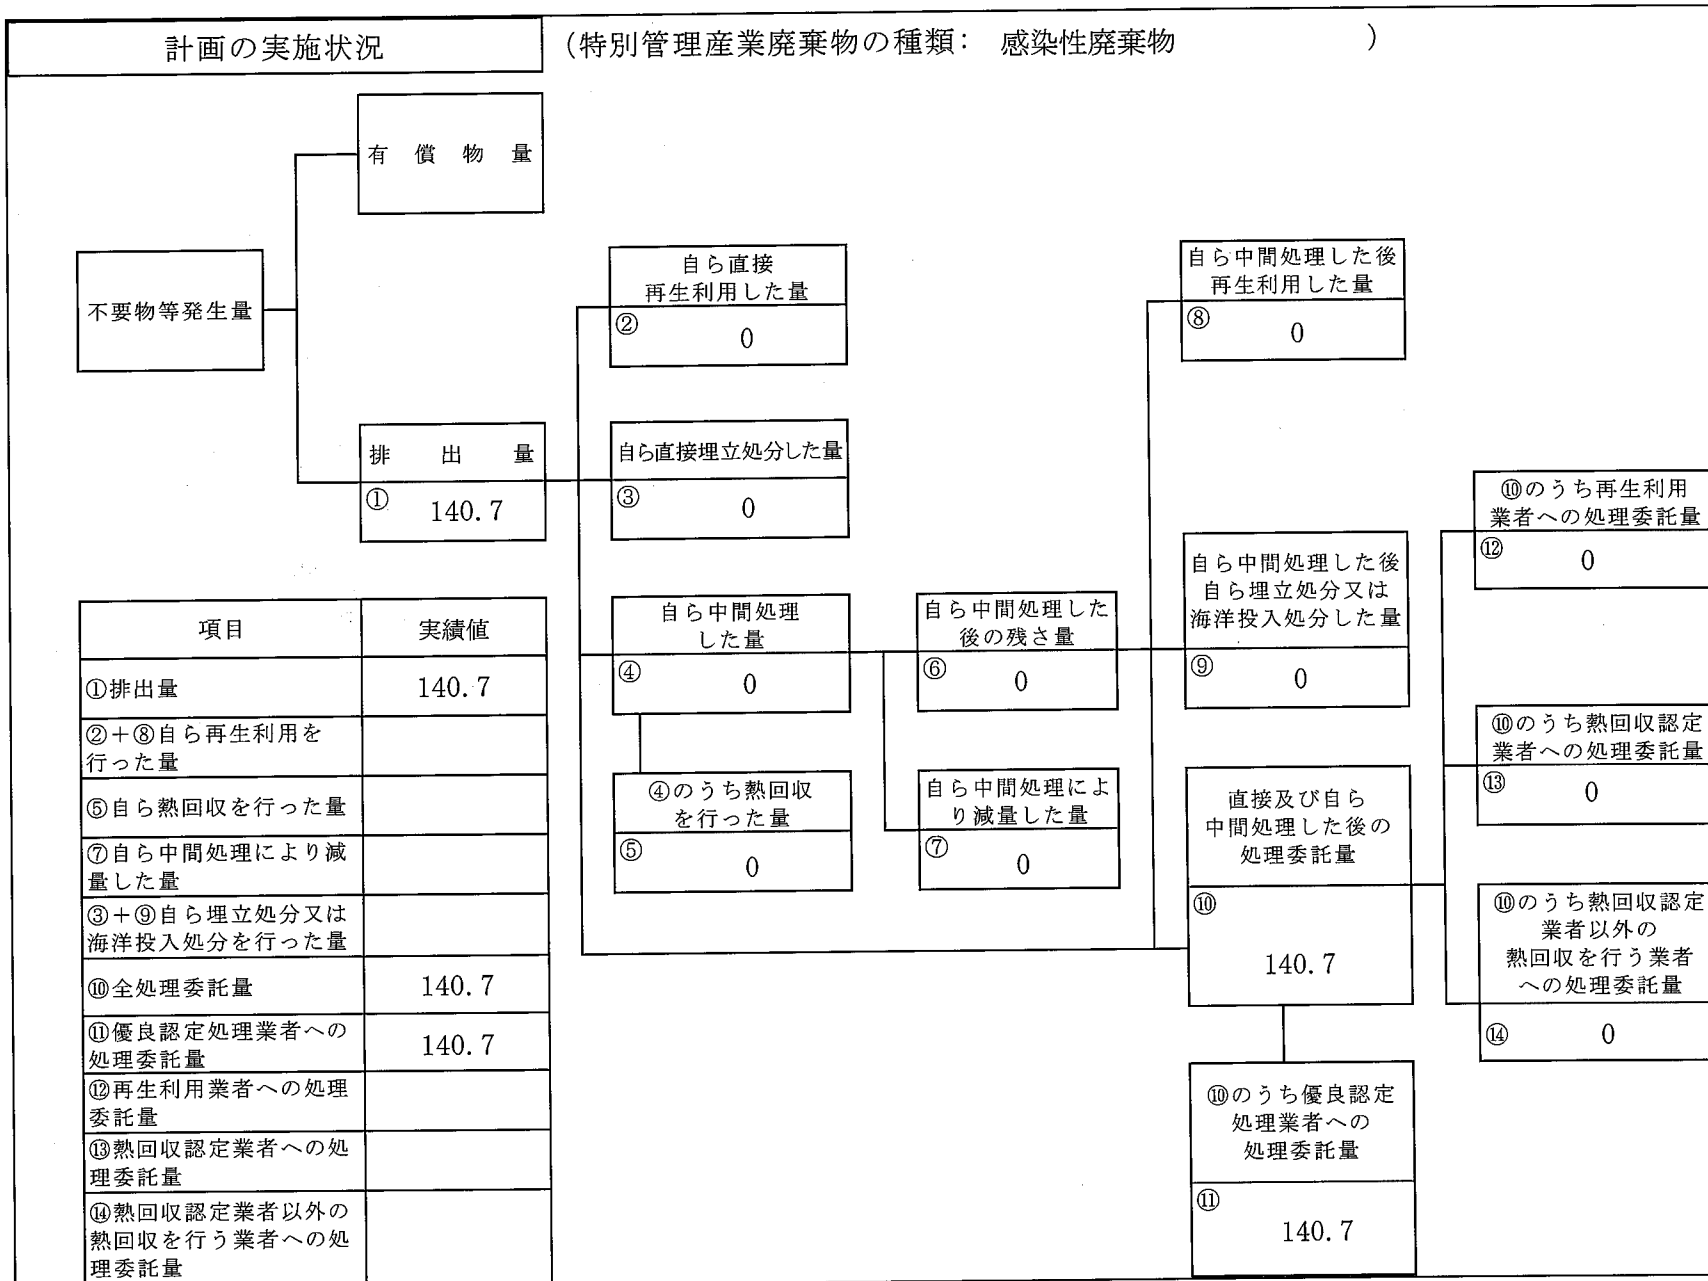 計画の実施状況
（特別管理産業廃棄物の種類： 感染性廃棄物 ）
有償物量
不要物等発生量
排出量
① 140.7
自ら直接
再生利用した量
② 0
自ら直接埋立処分した量
③ 0
自ら中間処理
した量
④ 0
④のうち熱回収
を行った量
⑤ 0
自ら中間処理した
後の残さ量
⑥ 0
自ら中間処理によ
り減量した量
⑦ 0
自ら中間処理した後
再生利用した量
⑧ 0
自ら中間処理した後
自ら埋立処分又は
海洋投入処分した量
⑨ 0
直接及び自ら
中間処理した後の
処理委託量
⑩
140.7
⑩のうち優良認定
処理業者への
処理委託量
⑪
140.7
⑩のうち再生利用
業者への処理委託量
⑫ 0
⑩のうち熱回収認定
業者への処理委託量
⑬ 0
⑩のうち熱回収認定
業者以外の
熱回収を行う業者
への処理委託量
⑭ 0
項目 実績値
①排出量 140.7
②＋⑧自ら再生利用を
行った量
⑤自ら熱回収を行った量
⑦自ら中間処理により減
量した量
③＋⑨自ら埋立処分又は
海洋投入処分を行った量
⑩全処理委託量 140.7
⑪優良認定処理業者への
処理委託量 140.7
⑫再生利用業者への処理
委託量
⑬熱回収認定業者への処
理委託量
⑭熱回収認定業者以外の
熱回収を行う業者への処
理委託量